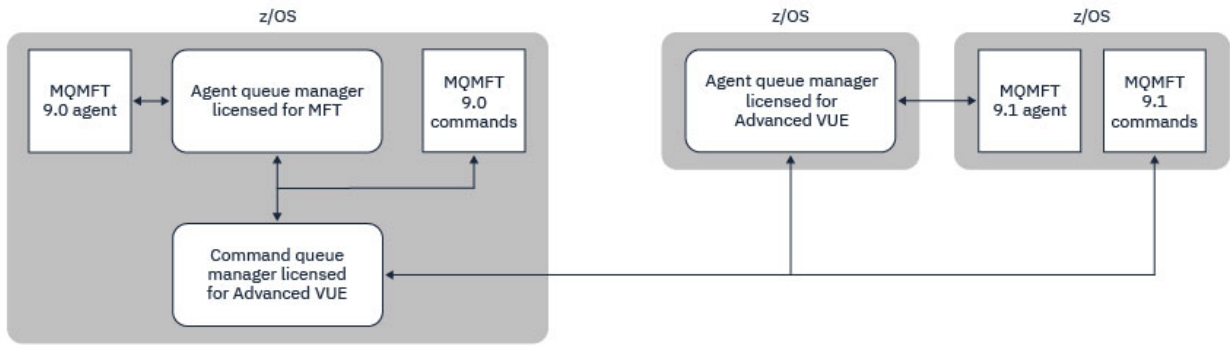 z/OS
MQMFT
9.0 agent
Agent queue manager
licensed for MFT
MQMFT
9.0
commands
Command queue
manager licensed
for Advanced VUE
z/OS
Agent queue manager
licensed for
Advanced VUE
z/OS
MQMFT
9.1 agent
MQMFT
9.1
commands